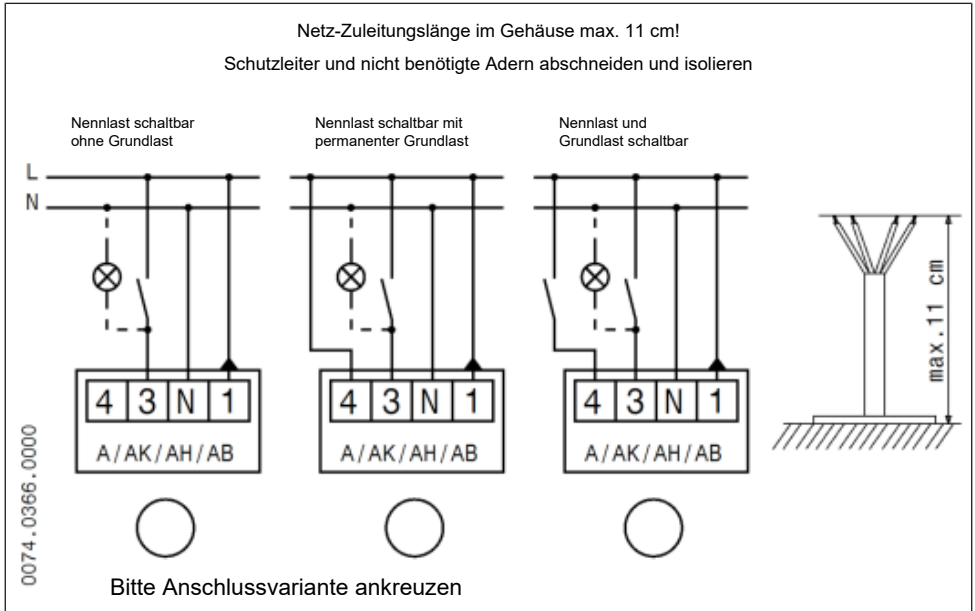 Netz-Zuleitungslänge im Gehäuse max. 11 cm!
Schutzleiter und nicht benötigte Adern abschneiden und isolieren
Nennlast schaltbar
ohne Grundlast
Nennlast schaltbar mit
permanenter Grundlast
Nennlast und
Grundlast schaltbar
L
N
max.11 cm
4 3 N 1
A/AK/AH/AB
4 3 N 1
A/AK/AH/AB
4 3 N 1
A/AK/AH/AB
0074.0366.0000
Bitte Anschlussvariante ankreuzen